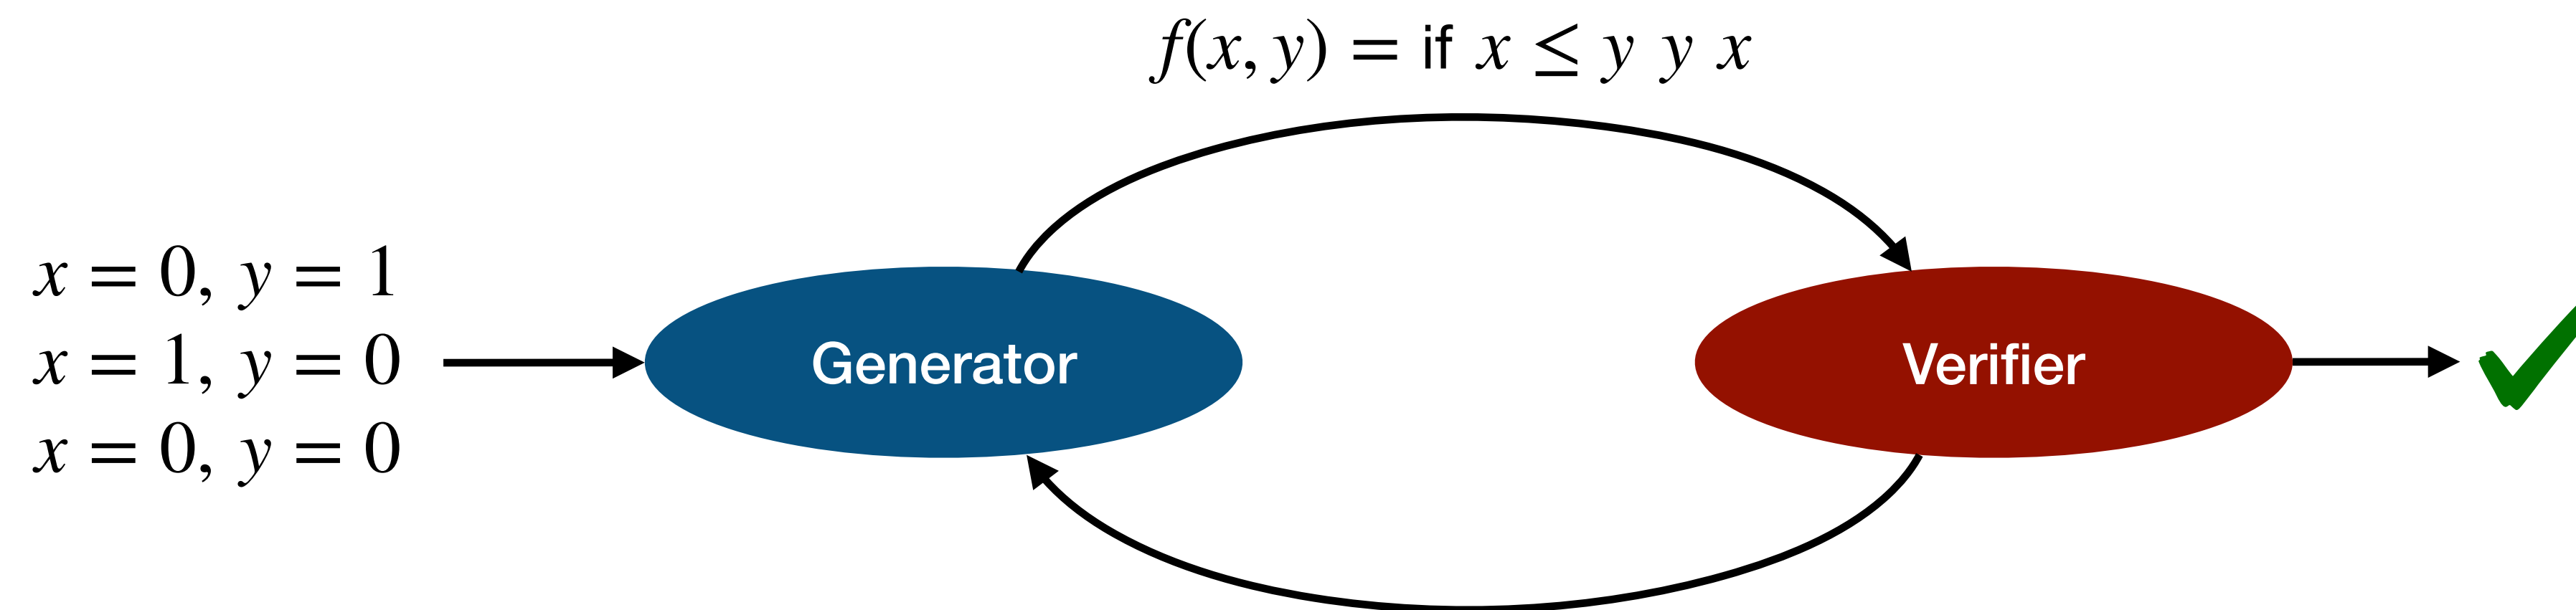 f(x, y) = if x ≤ y y x
x = 0, y = 1
x = 1, y = 0
x = 0, y = 0
Generator
Verifier